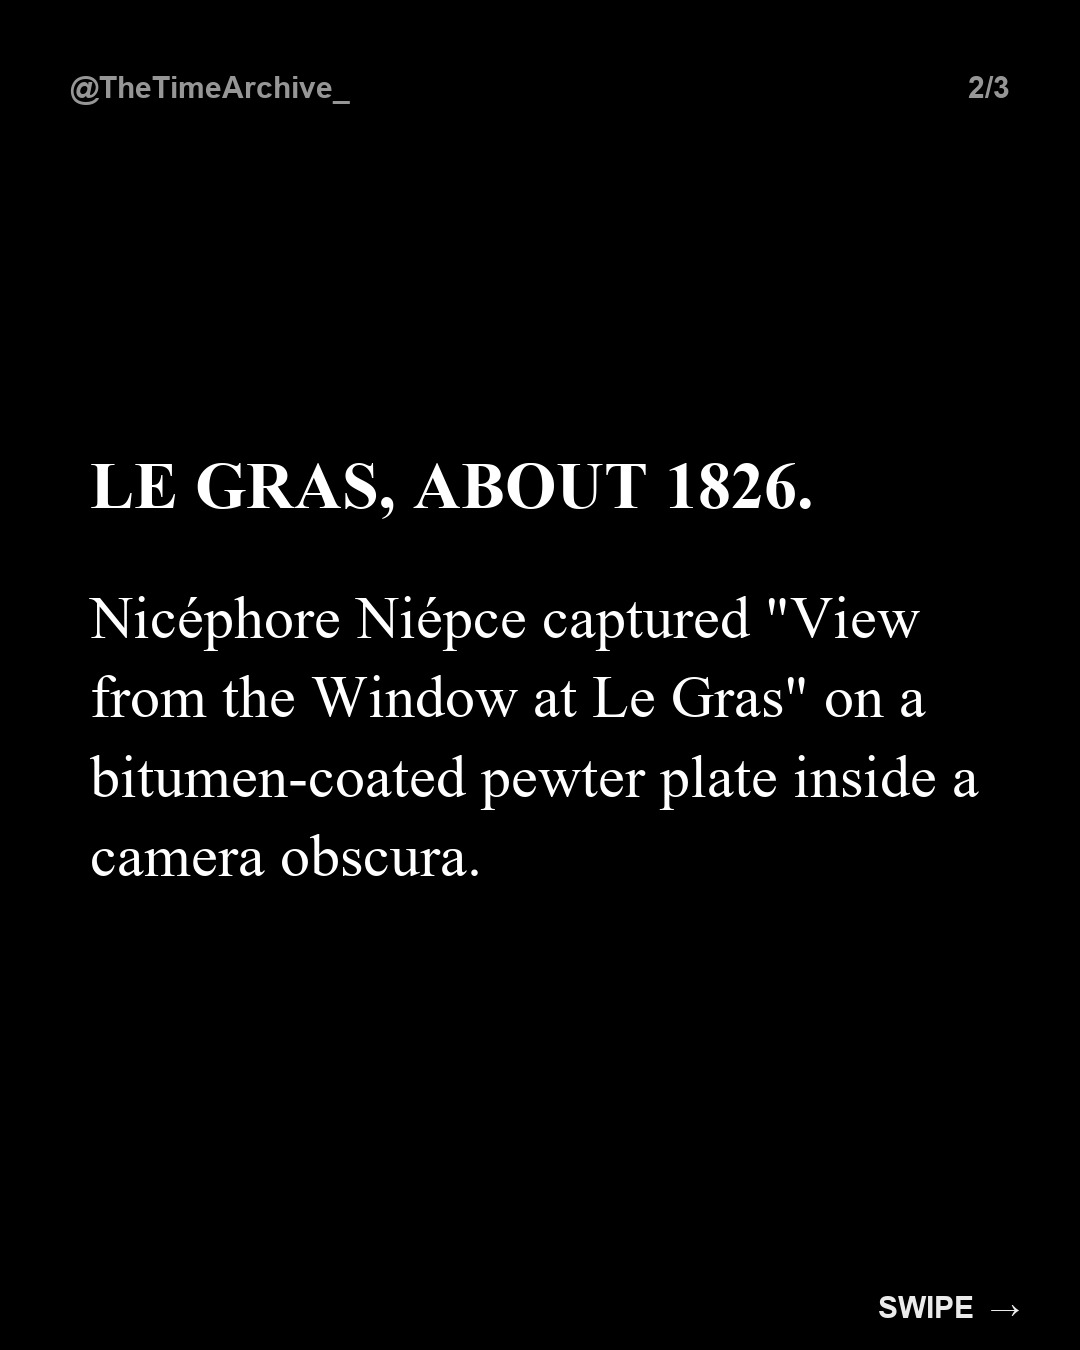 @TheTimeArchive_
2/3
LE GRAS, ABOUT 1826.
Nicéphore Niépce captured "View
from the Window at Le Gras" on a
bitumen-coated pewter plate inside a
camera obscura.
SWIPE →